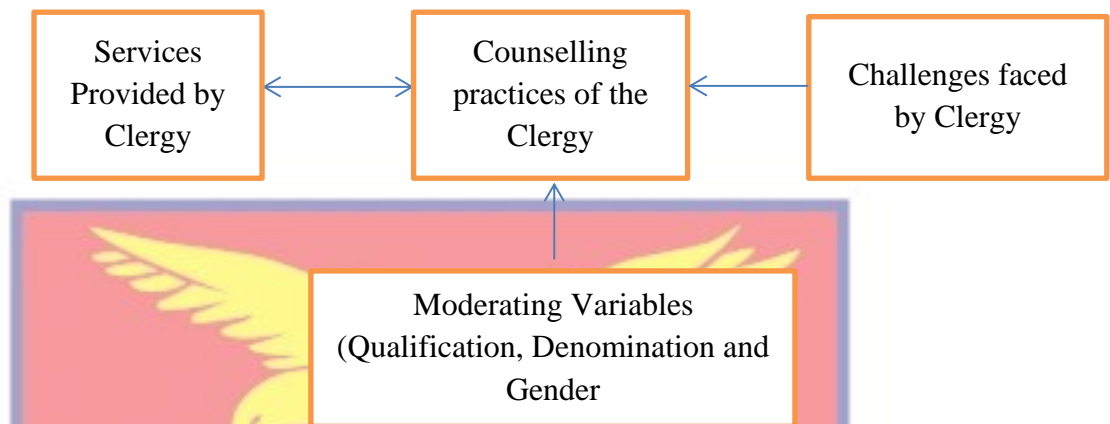 Services
Provided by
Clergy
Counselling
practices of the
Clergy
Challenges faced
by Clergy
Moderating Variables
(Qualification, Denomination and
Gender